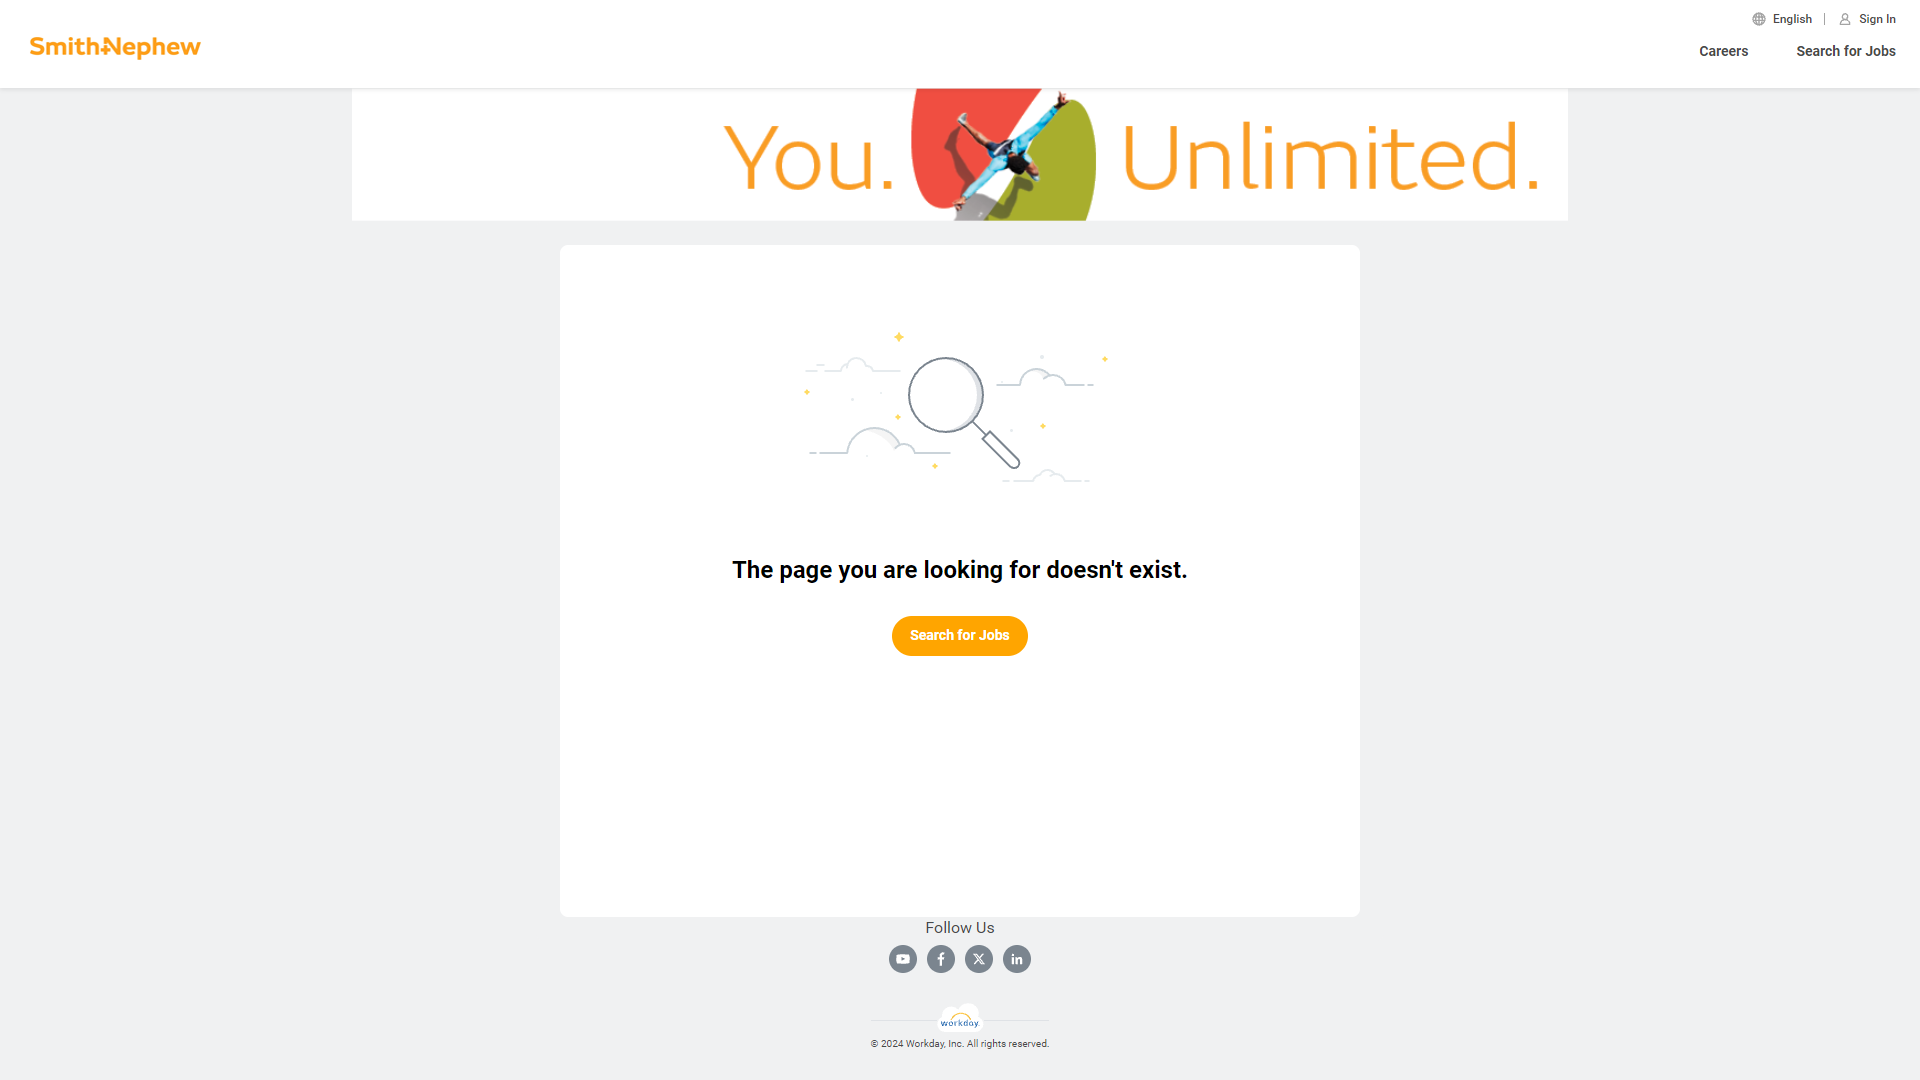 English
Sign In
Smith+Nephew
Careers
Search for Jobs
You. Unlimited.
The page you are looking for doesn't exist.
Search for Jobs
Follow Us
workday.
© 2024 Workday, Inc. All rights reserved.